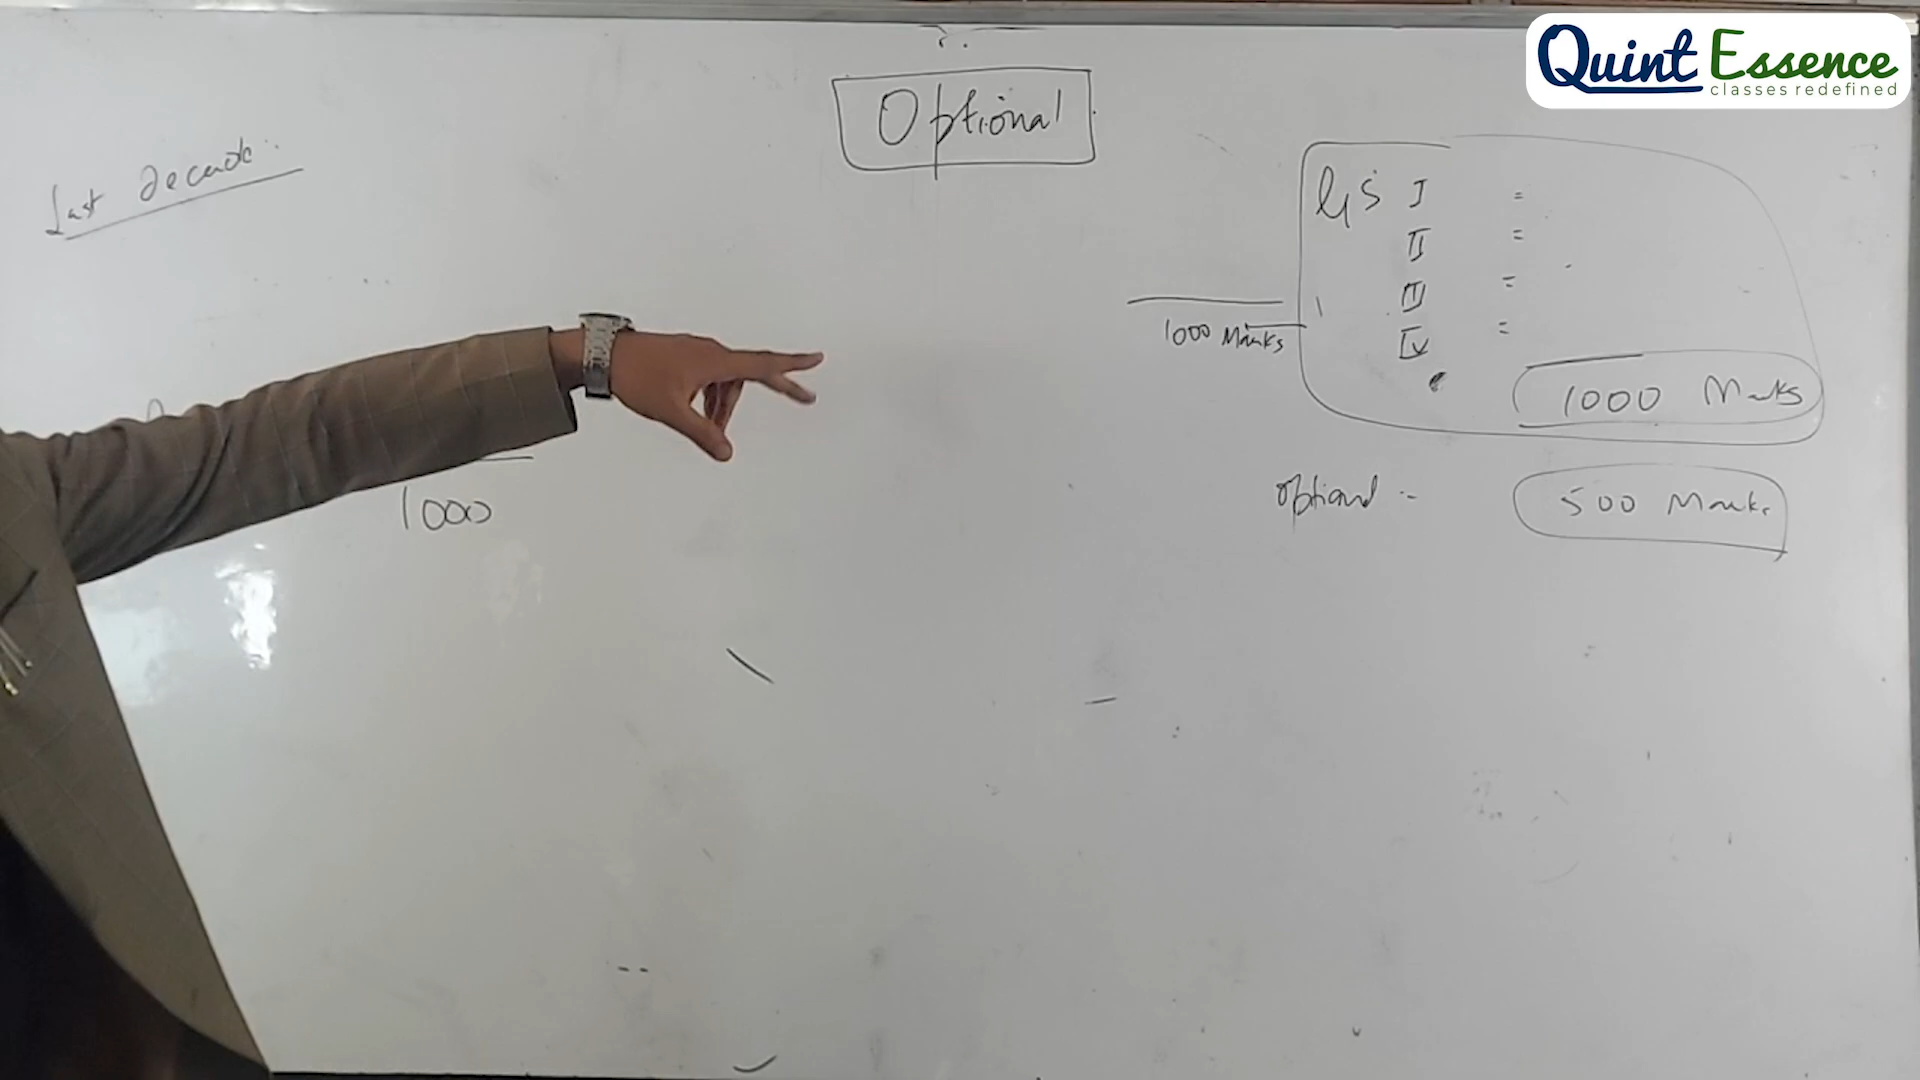 Quint Essence
classes redefined
Optional
Last decade :
GS I =
II =
III =
IV =
1000 Marks
1000 Marks
Optional :-
500 Marks
1000